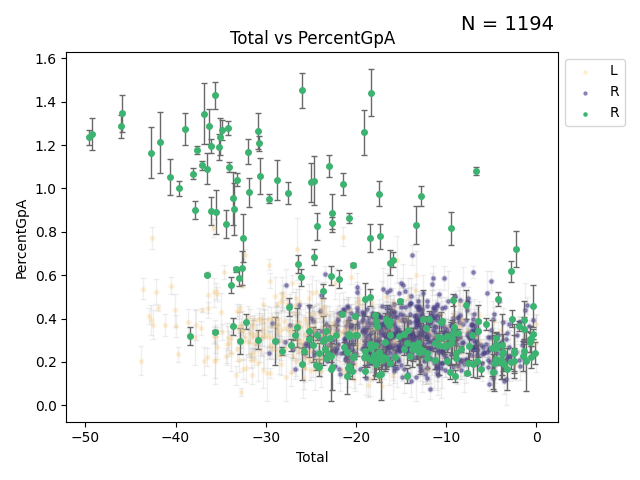 N = 1194
Total vs PercentGpA
L
R
R
PercentGpA
1.6
1.4
1.2
1.0
0.8
0.6
0.4
0.2
0.0
−50
−40
−30
−20
−10
0
Total